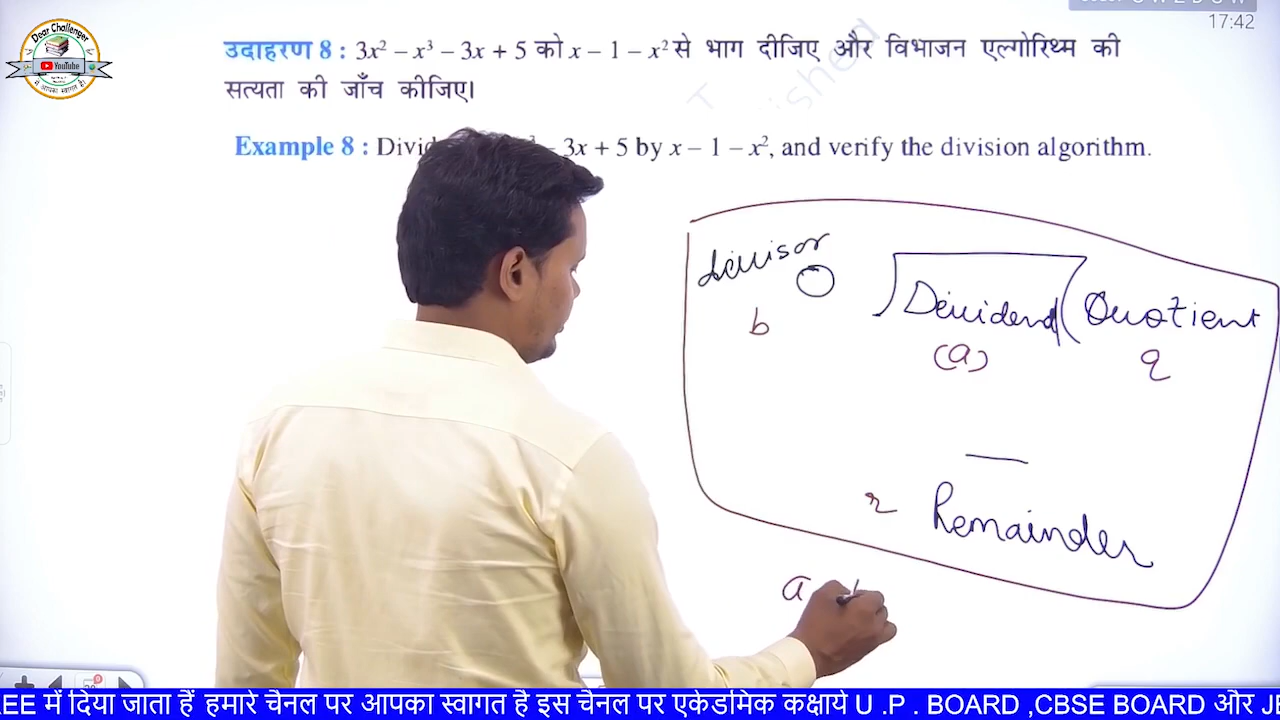 17:42
Dear Challenger
YouTube
में आपका स्वागत है।
उदाहरण 8 : 3x² – x³ – 3x + 5 को x – 1 – x² से भाग दीजिए और विभाजन एल्गोरिथ्म की
सत्यता की जाँच कीजिए।
Example 8 : 3x + 5 by x – 1 – x², and verify the division algorithm.
divisor
b
Dividend
(a)
Quotient
q
r Remainder
a
EE में दिया जाता हैं हमारे चैनल पर आपका स्वागत है इस चैनल पर एकेडमिक कक्षाये U .P . BOARD ,CBSE BOARD और JE